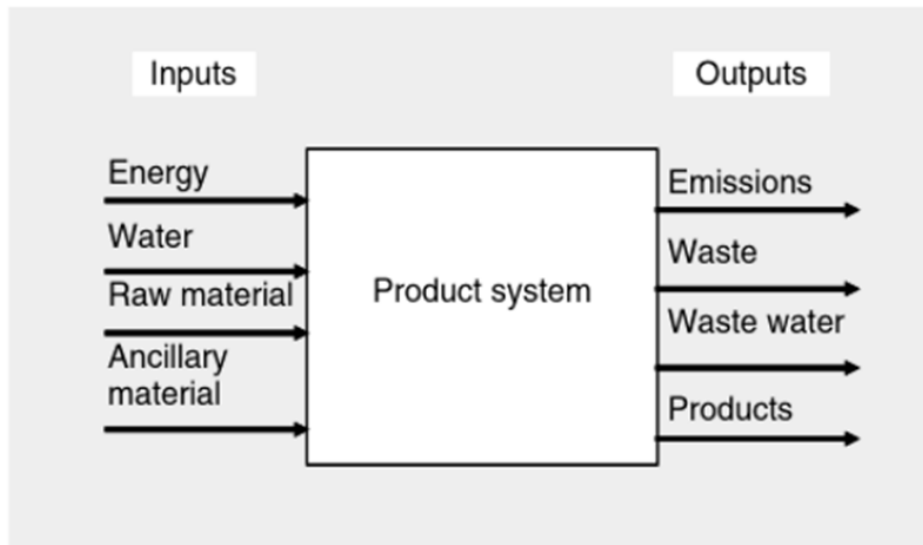 Inputs
Outputs
Energy
Water
Raw material
Ancillary
material
Product system
Emissions
Waste
Waste water
Products